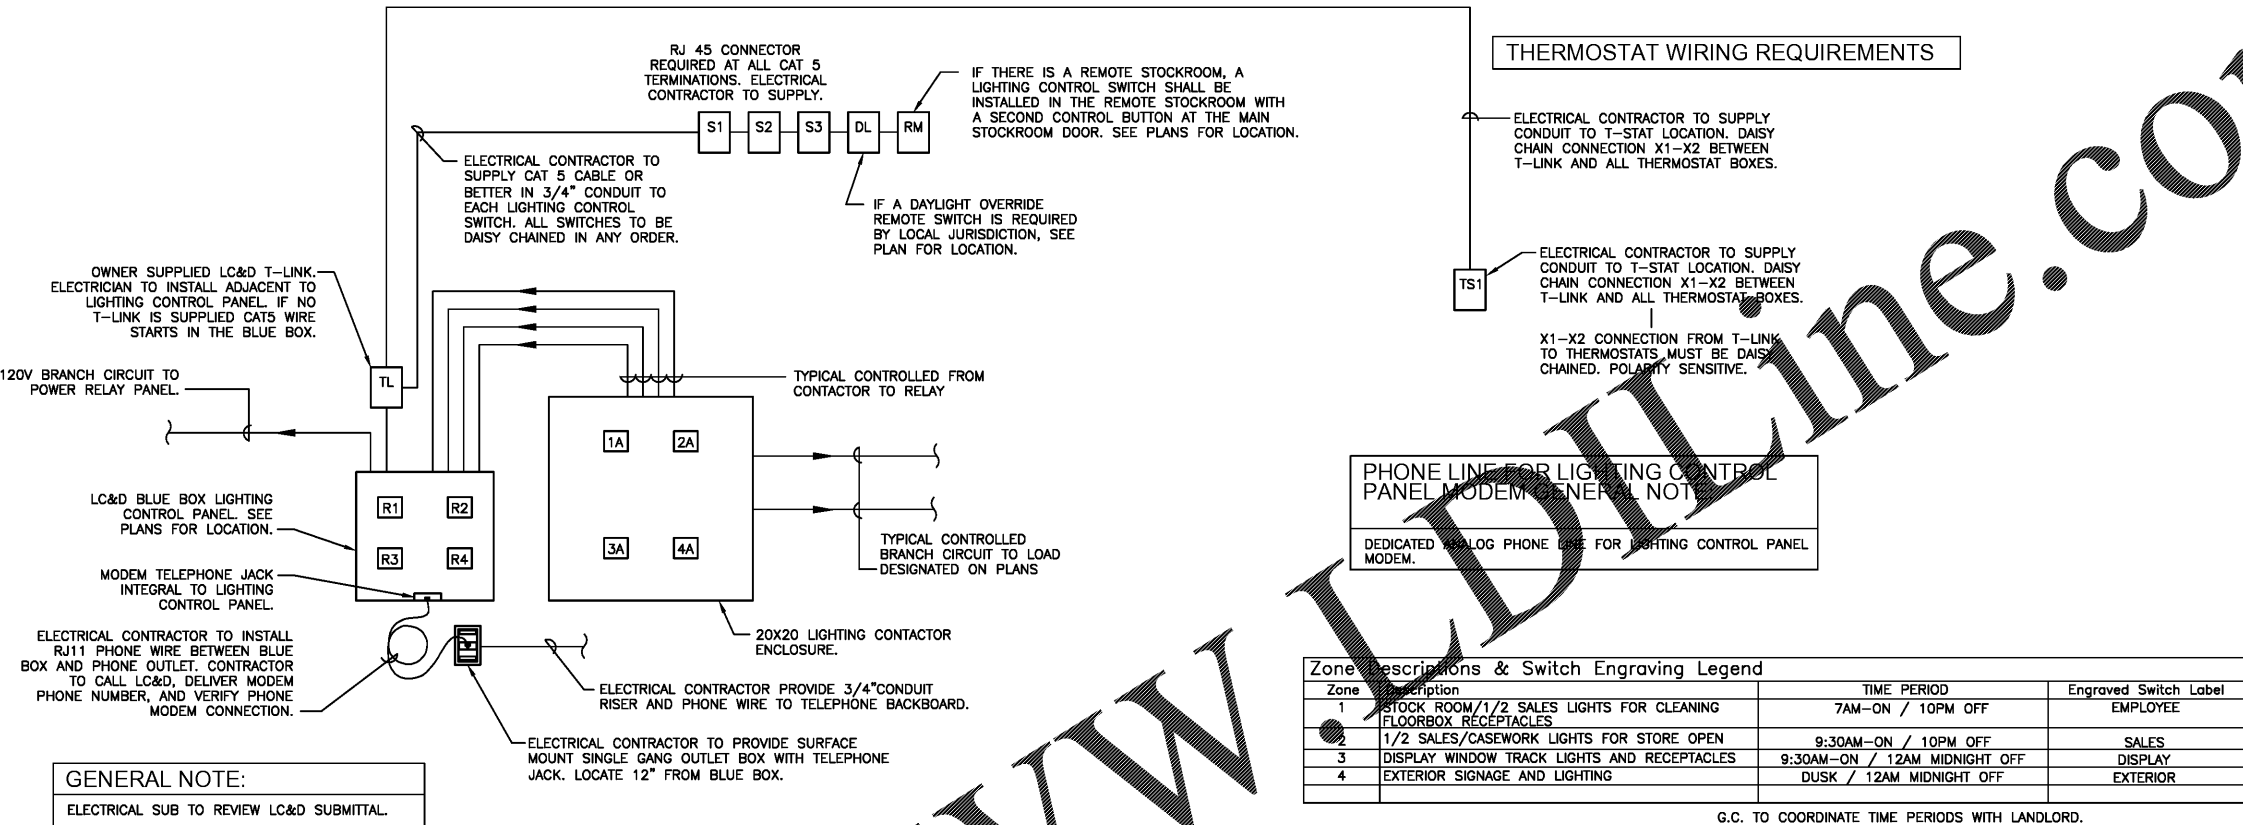 RJ 45 CONNECTOR
REQUIRED AT ALL CAT 5
TERMINATIONS. ELECTRICAL
CONTRACTOR TO SUPPLY.
S1
S2
S3
DL
RM
IF THERE IS A REMOTE STOCKROOM, A
LIGHTING CONTROL SWITCH SHALL BE
INSTALLED IN THE REMOTE STOCKROOM WITH
A SECOND CONTROL BUTTON AT THE MAIN
STOCKROOM DOOR. SEE PLANS FOR LOCATION.
THERMOSTAT WIRING REQUIREMENTS
ELECTRICAL CONTRACTOR TO SUPPLY
CONDUIT TO T-STAT LOCATION. DAISY
CHAIN CONNECTION X1-X2 BETWEEN
T-LINK AND ALL THERMOSTAT BOXES.
ELECTRICAL CONTRACTOR TO
SUPPLY CAT 5 CABLE OR
BETTER IN 3/4" CONDUIT TO
EACH LIGHTING CONTROL
SWITCH. ALL SWITCHES TO BE
DAISY CHAINED IN ANY ORDER.
IF A DAYLIGHT OVERRIDE
REMOTE SWITCH IS REQUIRED
BY LOCAL JURISDICTION, SEE
PLAN FOR LOCATION.
TS1
ELECTRICAL CONTRACTOR TO SUPPLY
CONDUIT TO T-STAT LOCATION. DAISY
CHAIN CONNECTION X1-X2 BETWEEN
T-LINK AND ALL THERMOSTAT BOXES.
X1-X2 CONNECTION FROM T-LINK
TO THERMOSTATS MUST BE DAISY
CHAINED. POLARITY SENSITIVE.
OWNER SUPPLIED LC&D T-LINK.
ELECTRICIAN TO INSTALL ADJACENT TO
LIGHTING CONTROL PANEL. IF NO
T-LINK IS SUPPLIED CAT5 WIRE
STARTS IN THE BLUE BOX.
TL
120V BRANCH CIRCUIT TO
POWER RELAY PANEL.
TYPICAL CONTROLLED FROM
CONTACTOR TO RELAY
1A
2A
3A
4A
R1
R2
R3
R4
LC&D BLUE BOX LIGHTING
CONTROL PANEL. SEE
PLANS FOR LOCATION.
MODEM TELEPHONE JACK
INTEGRAL TO LIGHTING
CONTROL PANEL.
TYPICAL CONTROLLED
BRANCH CIRCUIT TO LOAD
DESIGNATED ON PLANS
PHONE LINE FOR LIGHTING CONTROL
PANEL MODEM GENERAL NOTE:
DEDICATED ANALOG PHONE LINE FOR LIGHTING CONTROL PANEL
MODEM.
ELECTRICAL CONTRACTOR TO INSTALL
RJ11 PHONE WIRE BETWEEN BLUE
BOX AND PHONE OUTLET. CONTRACTOR
TO CALL LC&D, DELIVER MODEM
PHONE NUMBER, AND VERIFY PHONE
MODEM CONNECTION.
20X20 LIGHTING CONTACTOR
ENCLOSURE.
ELECTRICAL CONTRACTOR PROVIDE 3/4"CONDUIT
RISER AND PHONE WIRE TO TELEPHONE BACKBOARD.
ELECTRICAL CONTRACTOR TO PROVIDE SURFACE
MOUNT SINGLE GANG OUTLET BOX WITH TELEPHONE
JACK. LOCATE 12" FROM BLUE BOX.
GENERAL NOTE:
ELECTRICAL SUB TO REVIEW LC&D SUBMITTAL.
Zone Descriptions & Switch Engraving Legend
Zone Description TIME PERIOD Engraved Switch Label
1 STOCK ROOM/1/2 SALES LIGHTS FOR CLEANING 7AM-ON / 10PM OFF EMPLOYEE
FLOORBOX RECEPTACLES
2 1/2 SALES/CASEWORK LIGHTS FOR STORE OPEN 9:30AM-ON / 10PM OFF SALES
3 DISPLAY WINDOW TRACK LIGHTS AND RECEPTACLES 9:30AM-ON / 12AM MIDNIGHT OFF DISPLAY
4 EXTERIOR SIGNAGE AND LIGHTING DUSK / 12AM MIDNIGHT OFF EXTERIOR
G.C. TO COORDINATE TIME PERIODS WITH LANDLORD.
W.LDILine.co